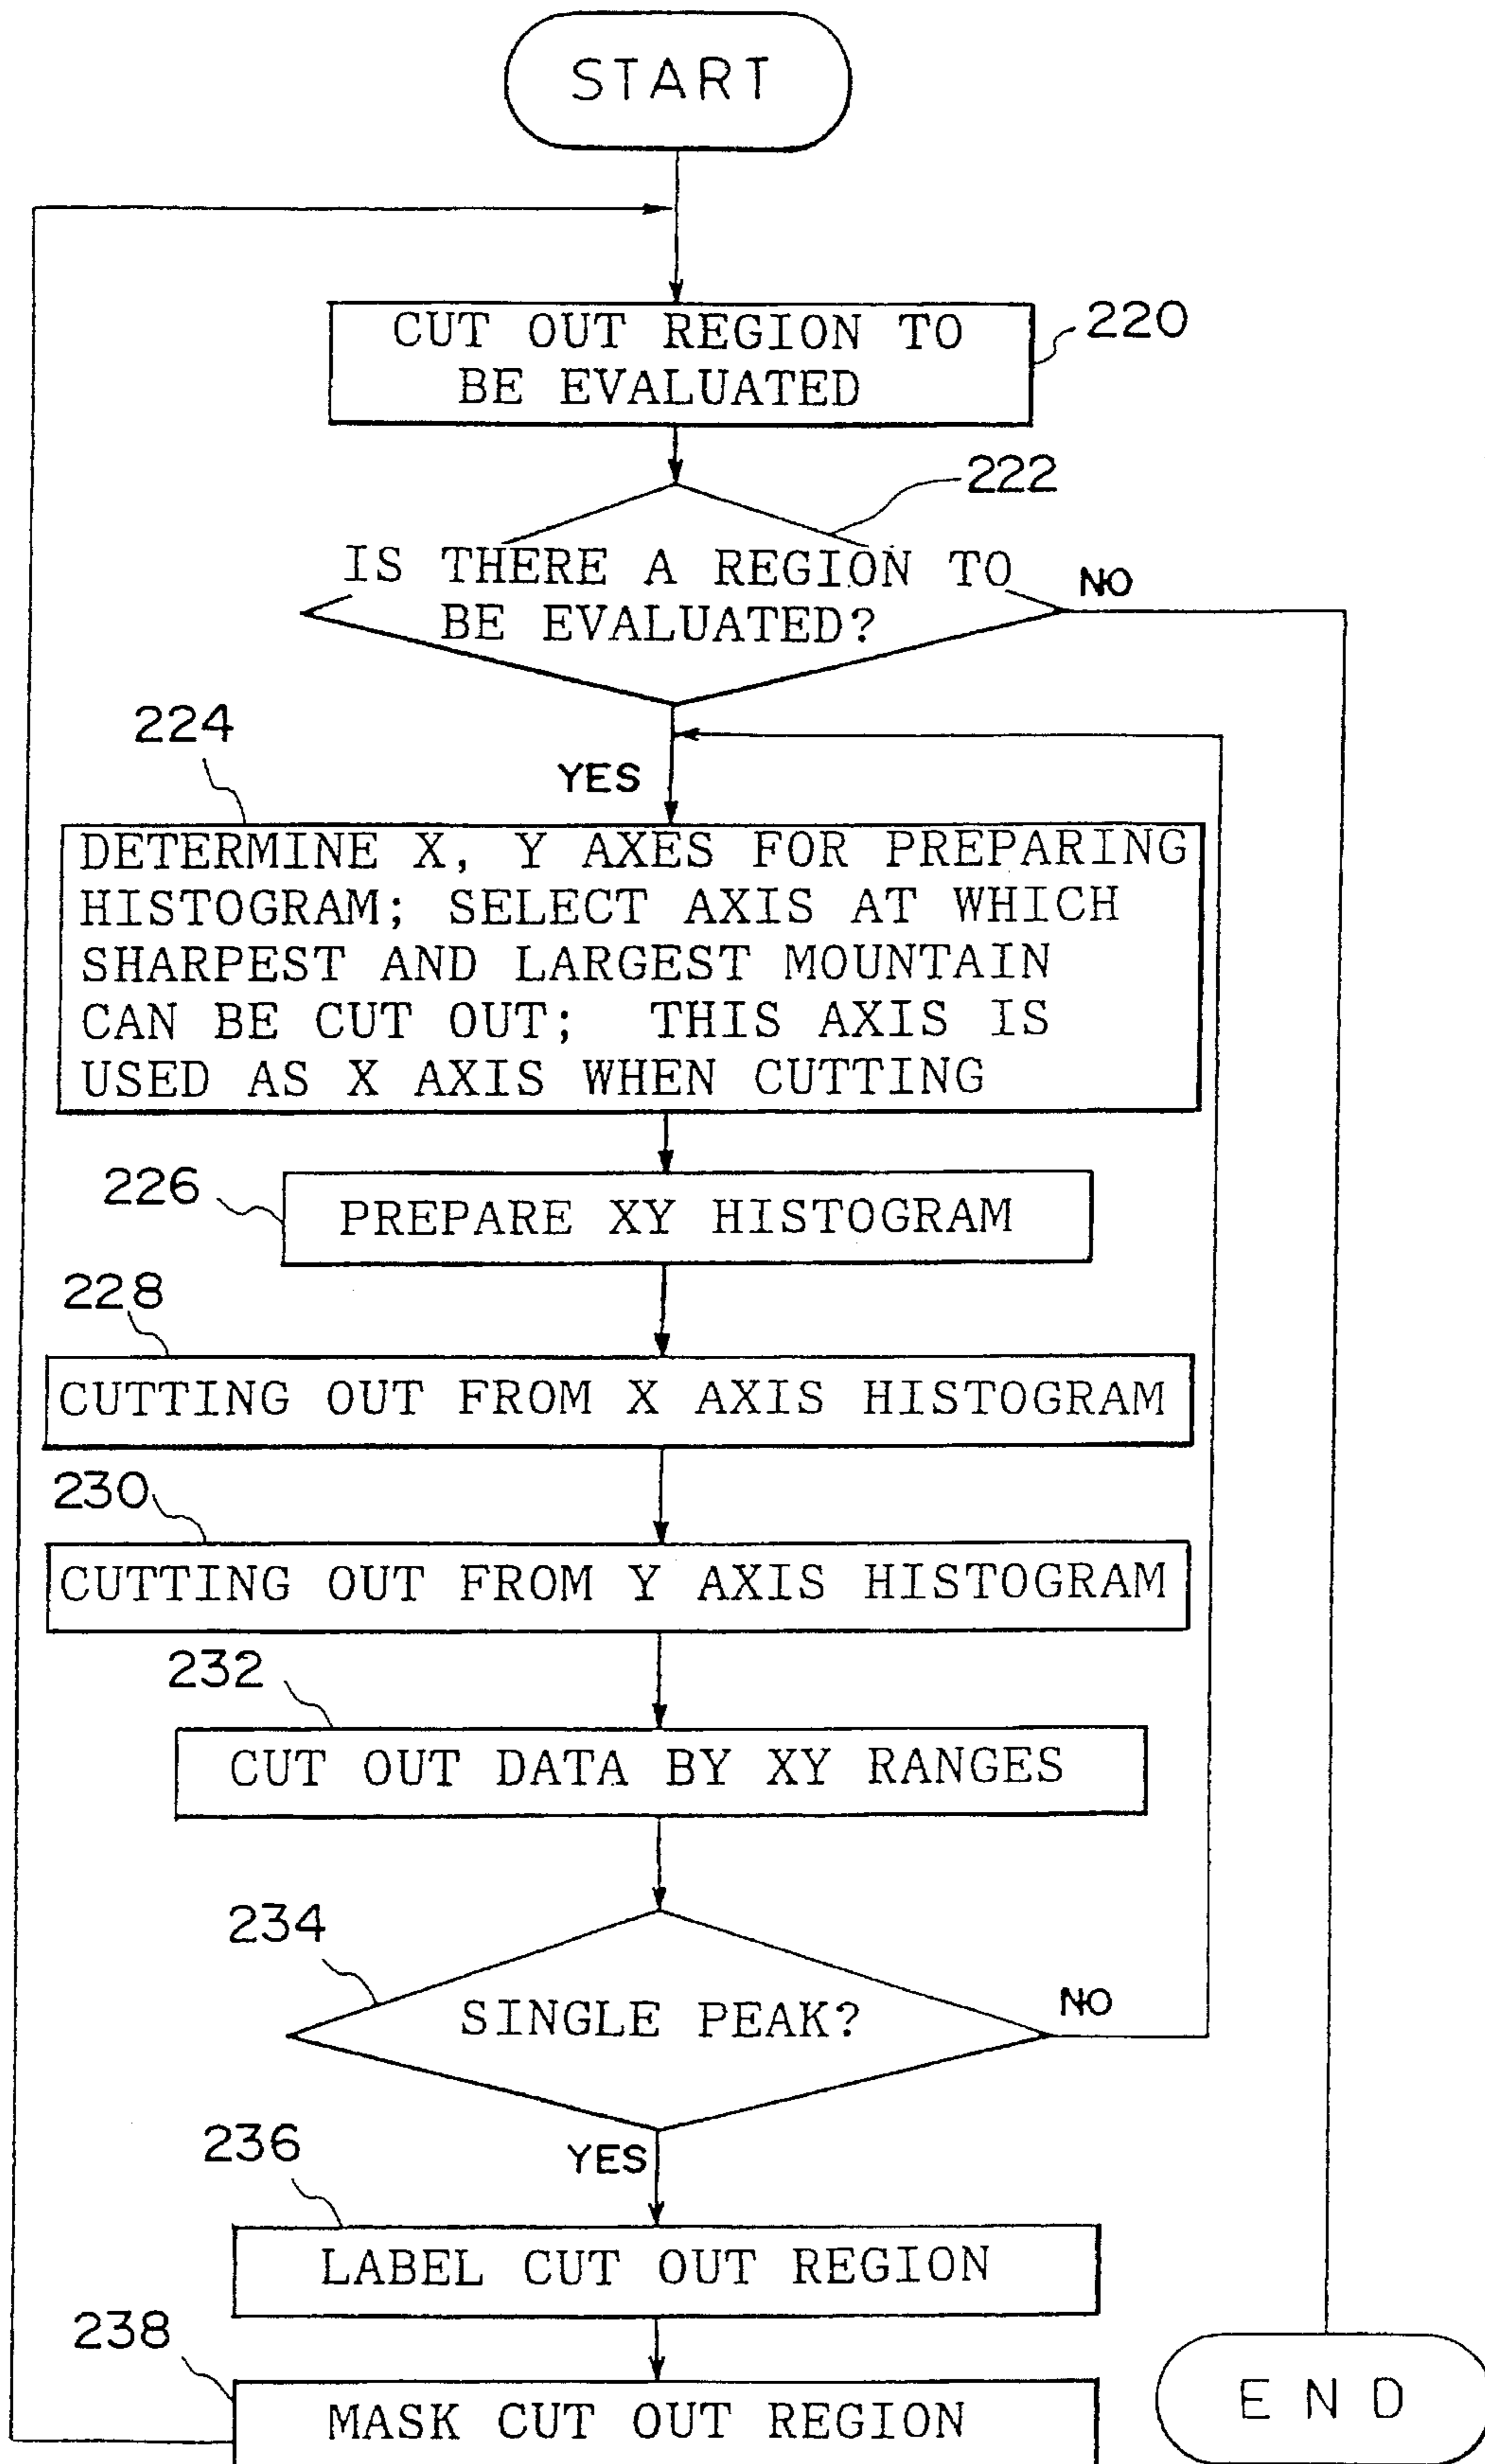 START
CUT OUT REGION TO
BE EVALUATED
220
222
IS THERE A REGION TO
BE EVALUATED?
NO
224
YES
DETERMINE X, Y AXES FOR PREPARING
HISTOGRAM; SELECT AXIS AT WHICH
SHARPEST AND LARGEST MOUNTAIN
CAN BE CUT OUT; THIS AXIS IS
USED AS X AXIS WHEN CUTTING
226
PREPARE XY HISTOGRAM
228
CUTTING OUT FROM X AXIS HISTOGRAM
230
CUTTING OUT FROM Y AXIS HISTOGRAM
232
CUT OUT DATA BY XY RANGES
234
SINGLE PEAK?
NO
236
YES
LABEL CUT OUT REGION
238
MASK CUT OUT REGION
END